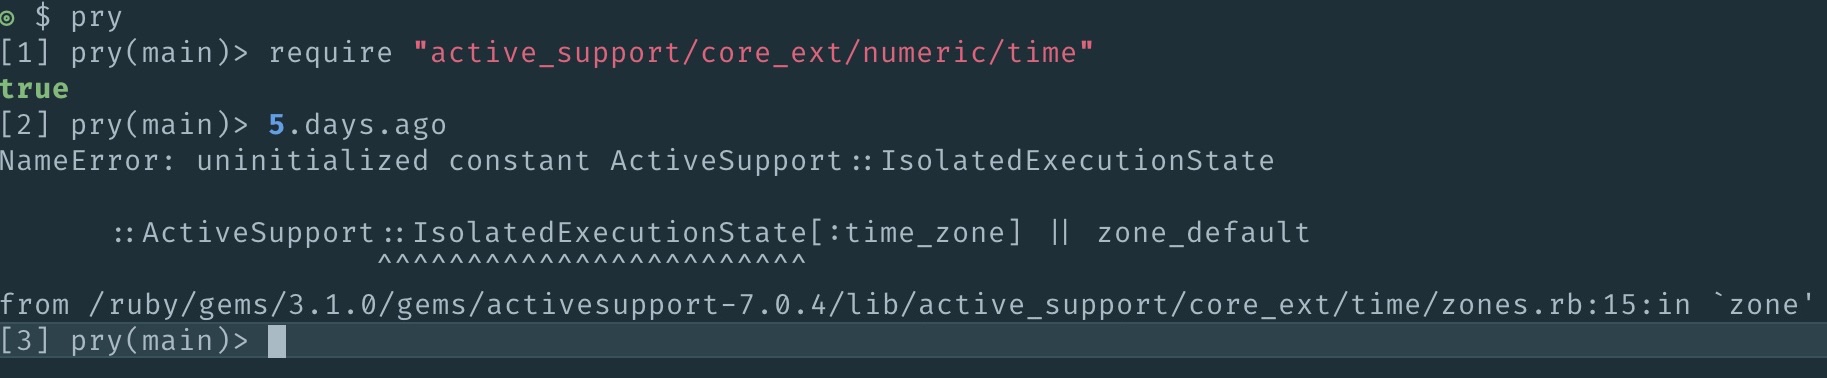 ⊙ $ pry
[1] pry(main)> require "active_support/core_ext/numeric/time"
true
[2] pry(main)> 5.days.ago
NameError: uninitialized constant ActiveSupport::IsolatedExecutionState
::ActiveSupport::IsolatedExecutionState[:time_zone] || zone_default
^^^^^^^^^^^^^^^^^^^^^^^^
from /ruby/gems/3.1.0/gems/activesupport-7.0.4/lib/active_support/core_ext/time/zones.rb:15:in `zone'
[3] pry(main)>